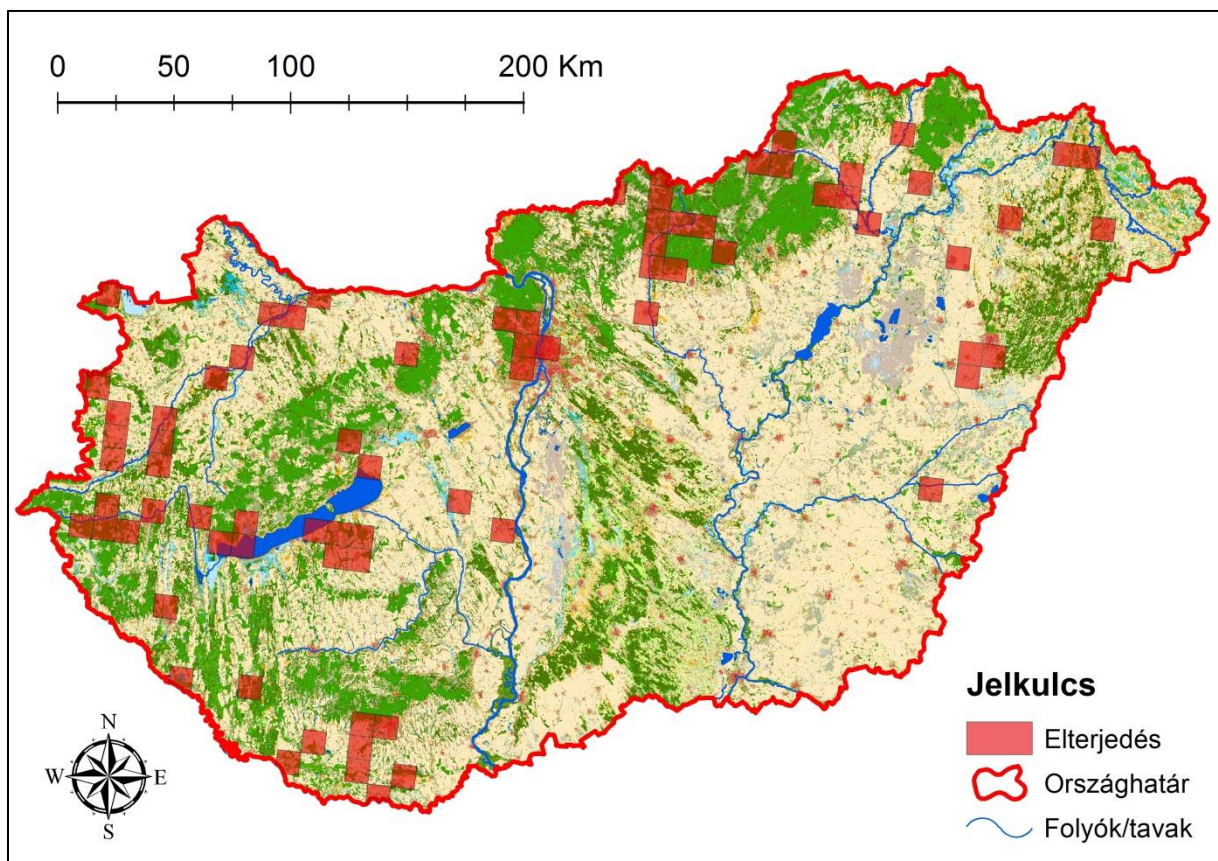 0 50 100 200 Km
N
W E
S
Jelkulcs
Elterjedés
Országhatár
Folyók/tavak